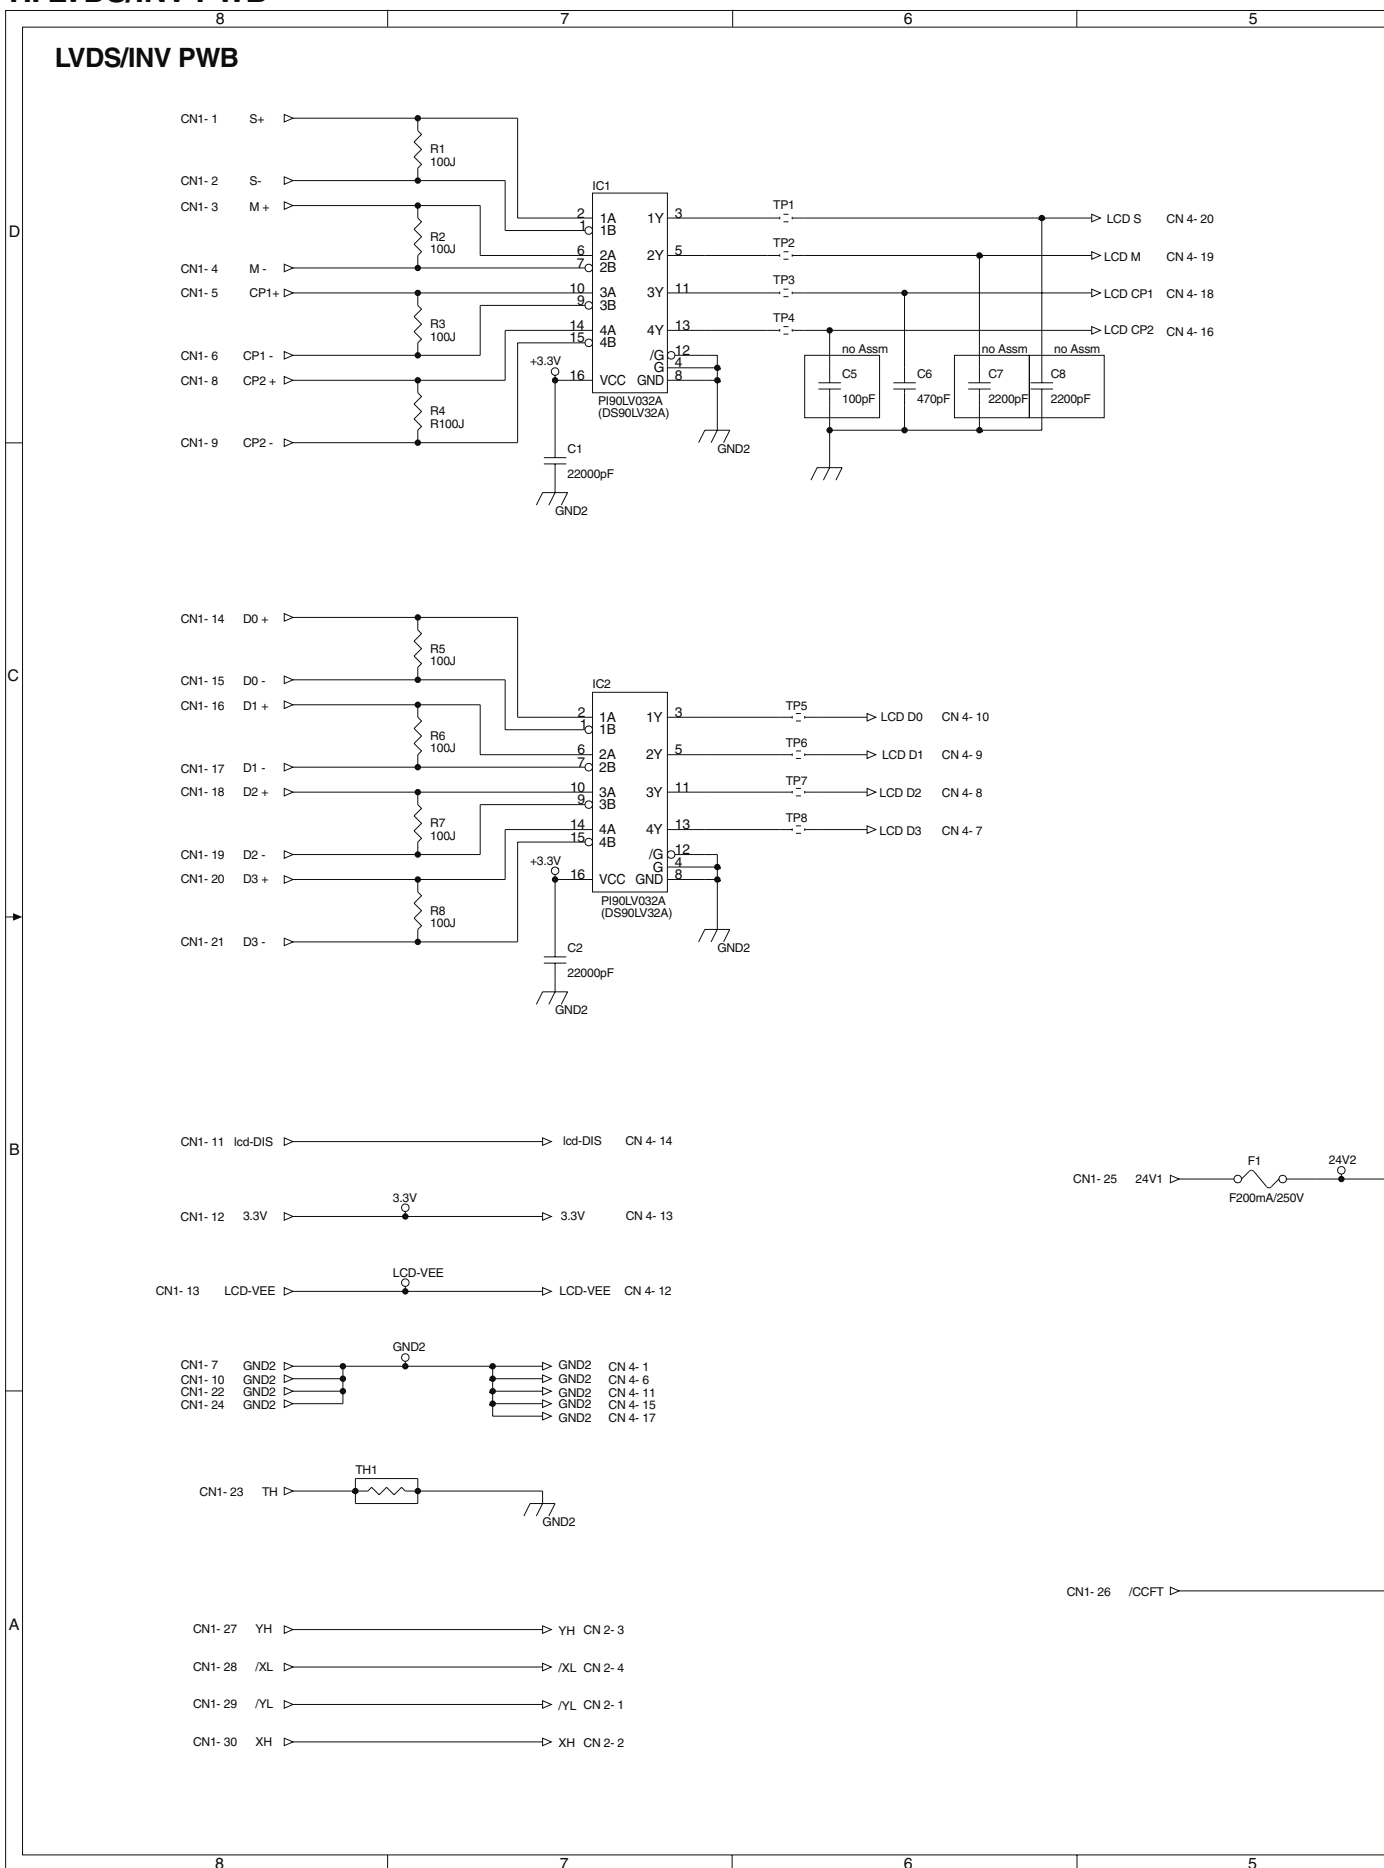 8 7 6 5
LVDS/INV PWB
CN1- 1 S+
R1
100J
CN1- 2 S-
CN1- 3 M +
R2
100J
CN1- 4 M -
CN1- 5 CP1+
R3
100J
CN1- 6 CP1 -
CN1- 8 CP2 +
R4
R100J
CN1- 9 CP2 -
IC1
2 1A 1Y 3
1 1B
6 2A 2Y 5
7 2B
10 3A 3Y 11
9 3B
14 4A 4Y 13
15 4B
/G 12
G 4
+3.3V
16 VCC GND 8
PI90LV032A
(DS90LV32A)
GND2
C1
22000pF
GND2
TP1
LCD S CN 4- 20
TP2
LCD M CN 4- 19
TP3
LCD CP1 CN 4- 18
TP4
LCD CP2 CN 4- 16
no Assm no Assm no Assm
C5 C6 C7 C8
100pF 470pF 2200pF 2200pF
D
CN1- 14 D0 +
R5
100J
CN1- 15 D0 -
CN1- 16 D1 +
R6
100J
CN1- 17 D1 -
CN1- 18 D2 +
R7
100J
CN1- 19 D2 -
CN1- 20 D3 +
R8
100J
CN1- 21 D3 -
C
IC2
2 1A 1Y 3
1 1B
6 2A 2Y 5
7 2B
10 3A 3Y 11
9 3B
14 4A 4Y 13
15 4B
/G 12
G 4
+3.3V
16 VCC GND 8
PI90LV032A
(DS90LV32A)
GND2
C2
22000pF
GND2
TP5
LCD D0 CN 4- 10
TP6
LCD D1 CN 4- 9
TP7
LCD D2 CN 4- 8
TP8
LCD D3 CN 4- 7
CN1- 11 lcd-DIS lcd-DIS CN 4- 14
B
CN1- 25 24V1 F1 24V2
F200mA/250V
3.3V
CN1- 12 3.3V 3.3V CN 4- 13
LCD-VEE
CN1- 13 LCD-VEE LCD-VEE CN 4- 12
GND2
CN1- 7 GND2 GND2 CN 4- 1
CN1- 10 GND2 GND2 CN 4- 6
CN1- 22 GND2 GND2 CN 4- 11
CN1- 24 GND2 GND2 CN 4- 15
GND2 CN 4- 17
TH1
CN1- 23 TH
GND2
CN1- 26 /CCFT
A
CN1- 27 YH YH CN 2- 3
CN1- 28 /XL /XL CN 2- 4
CN1- 29 /YL /YL CN 2- 1
CN1- 30 XH XH CN 2- 2
8 7 6 5